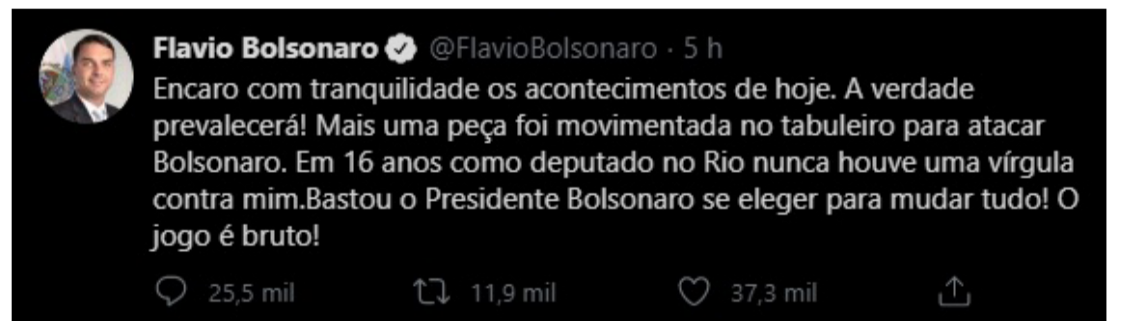 Flavio Bolsonaro @FlavioBolsonaro · 5 h
Encaro com tranquilidade os acontecimentos de hoje. A verdade
prevalecerá! Mais uma peça foi movimentada no tabuleiro para atacar
Bolsonaro. Em 16 anos como deputado no Rio nunca houve uma vírgula
contra mim.Bastou o Presidente Bolsonaro se eleger para mudar tudo! O
jogo é bruto!
25,5 mil 11,9 mil 37,3 mil